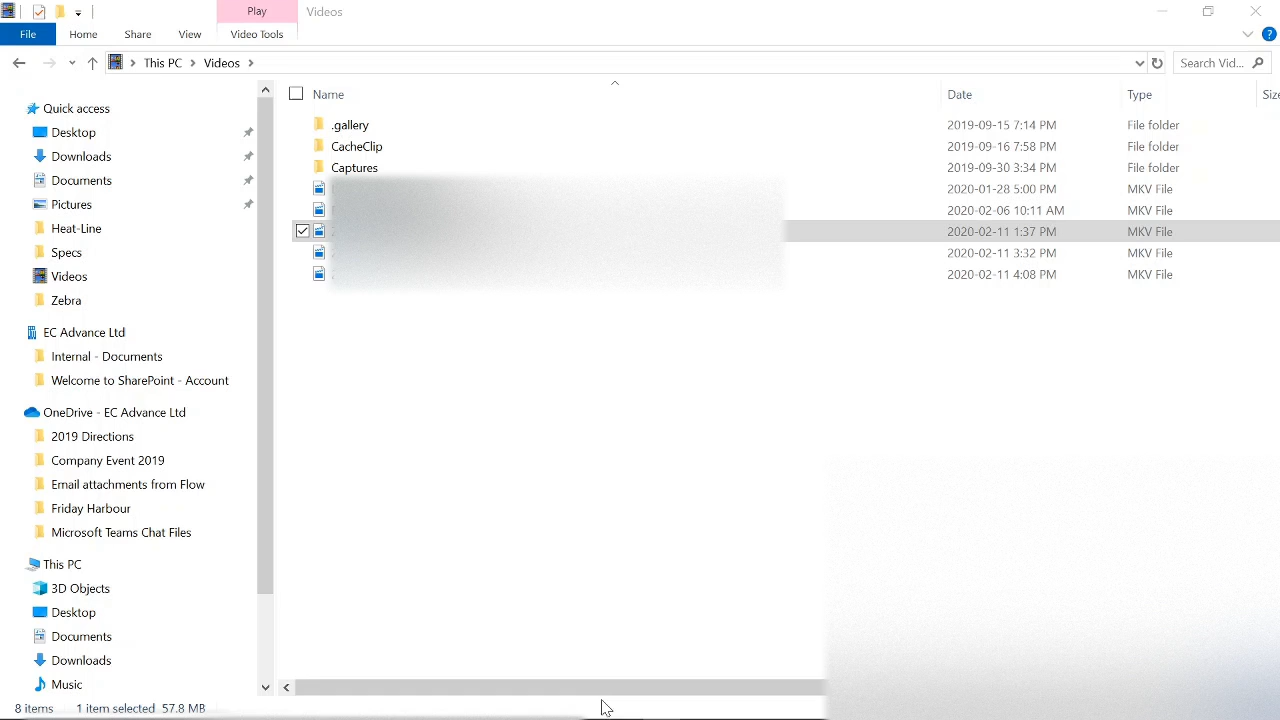 Play Videos
File Home Share View Video Tools
This PC Videos Search Vid...
Name Date Type Size
Quick access
Desktop
Downloads
Documents
Pictures
Heat-Line
Specs
Videos
Zebra
EC Advance Ltd
Internal - Documents
Welcome to SharePoint - Account
OneDrive - EC Advance Ltd
2019 Directions
Company Event 2019
Email attachments from Flow
Friday Harbour
Microsoft Teams Chat Files
This PC
3D Objects
Desktop
Documents
Downloads
Music
.gallery 2019-09-15 7:14 PM File folder
CacheClip 2019-09-16 7:58 PM File folder
Captures 2019-09-30 3:34 PM File folder
2020-01-28 5:00 PM MKV File
2020-02-06 10:11 AM MKV File
2020-02-11 1:37 PM MKV File
2020-02-11 3:32 PM MKV File
2020-02-11 4:08 PM MKV File
8 items 1 item selected 57.8 MB